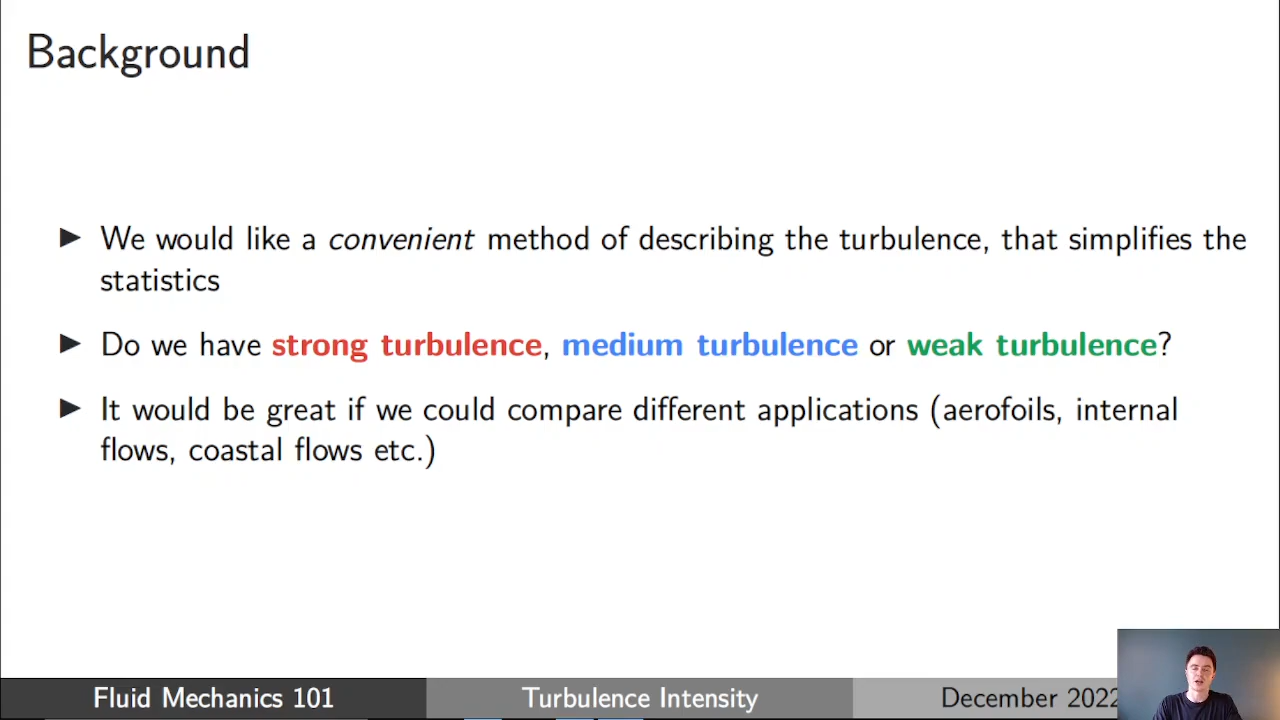 Background
▶ We would like a convenient method of describing the turbulence, that simplifies the
statistics
▶ Do we have strong turbulence, medium turbulence or weak turbulence?
▶ It would be great if we could compare different applications (aerofoils, internal
flows, coastal flows etc.)
Fluid Mechanics 101
Turbulence Intensity
December 2022